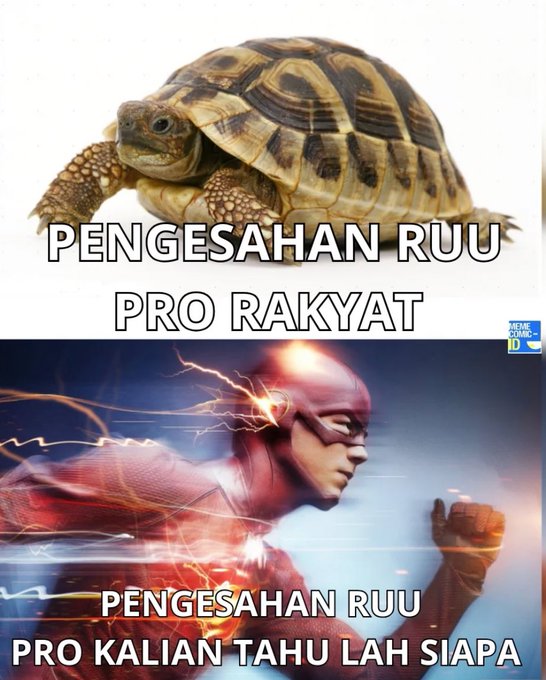 PENGESAHAN RUU
PRO RAKYAT
MEME
COMIC-
ID
PENGESAHAN RUU
PRO KALIAN TAHU LAH SIAPA